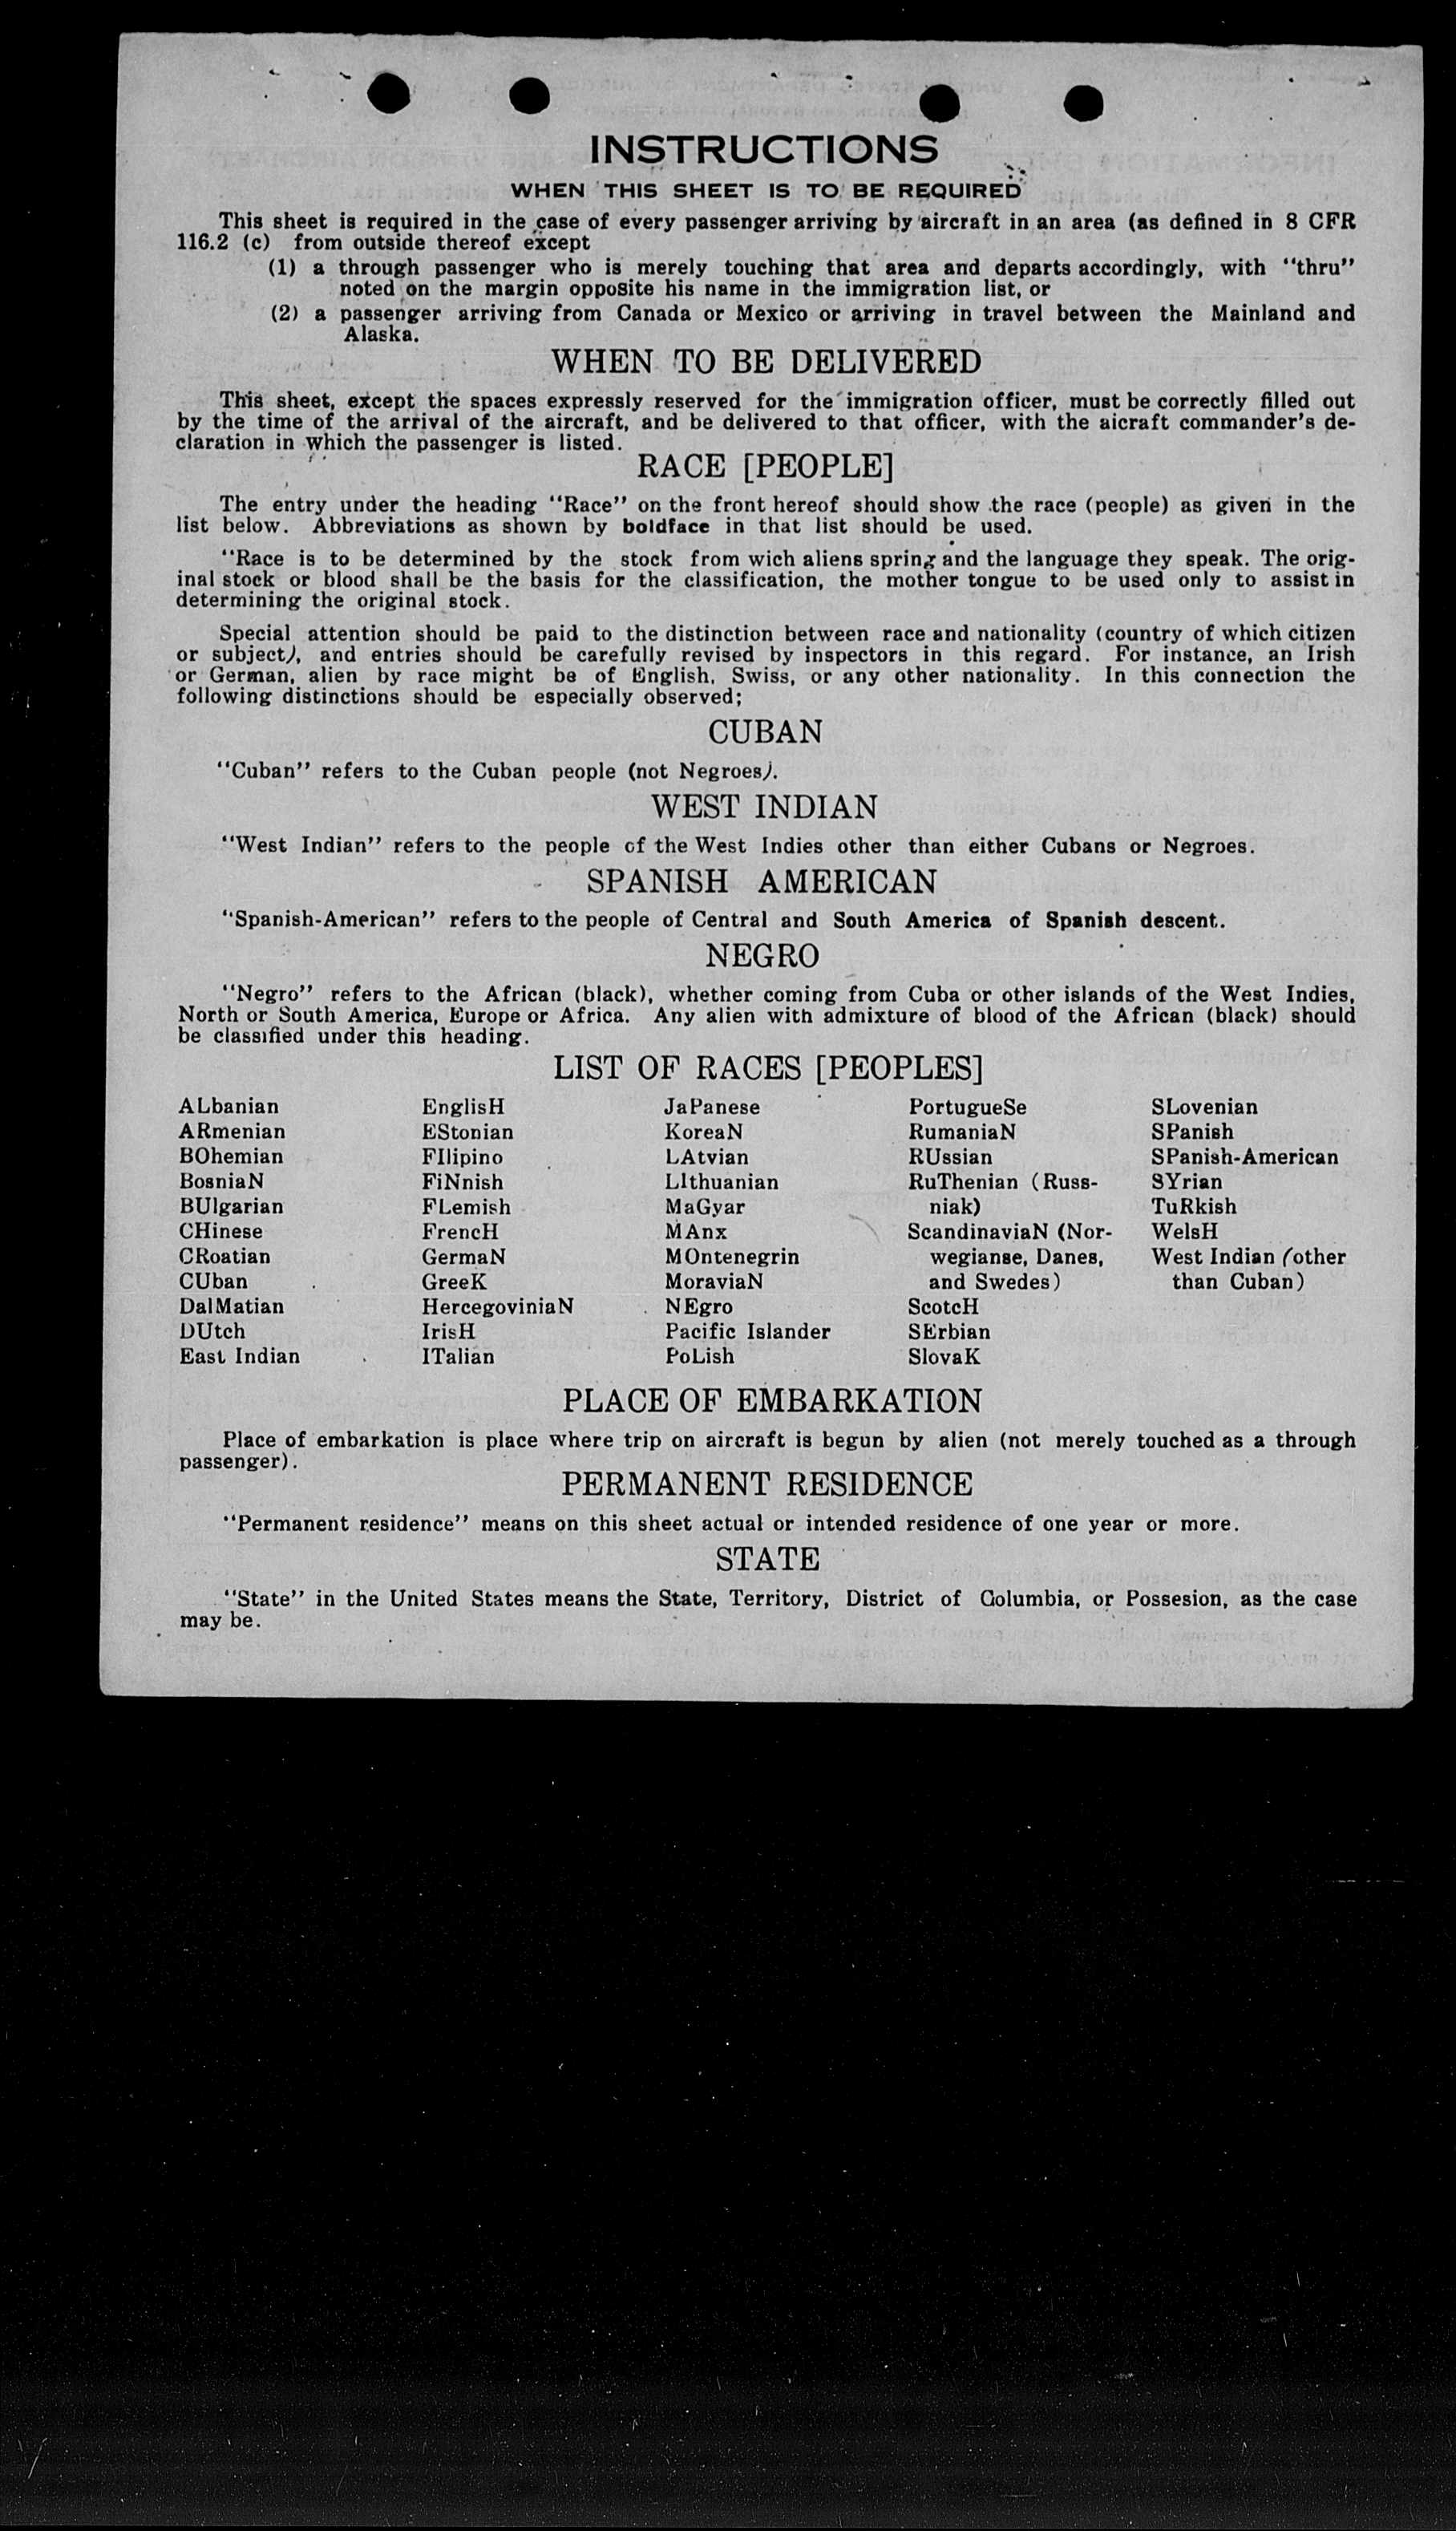 INSTRUCTIONS
WHEN THIS SHEET IS TO BE REQUIRED
This sheet is required in the case of every passenger arriving by aircraft in an area (as defined in 8 CFR
116.2 (c) from outside thereof except
(1) a through passenger who is merely touching that area and departs accordingly, with "thru"
noted on the margin opposite his name in the immigration list, or
(2) a passenger arriving from Canada or Mexico or arriving in travel between the Mainland and
Alaska.
WHEN TO BE DELIVERED
This sheet, except the spaces expressly reserved for the immigration officer, must be correctly filled out
by the time of the arrival of the aircraft, and be delivered to that officer, with the aicraft commander's de-
claration in which the passenger is listed.
RACE [PEOPLE]
The entry under the heading "Race" on the front hereof should show the race (people) as given in the
list below. Abbreviations as shown by boldface in that list should be used.
"Race is to be determined by the stock from wich aliens spring and the language they speak. The orig-
inal stock or blood shall be the basis for the classification, the mother tongue to be used only to assist in
determining the original stock.
Special attention should be paid to the distinction between race and nationality (country of which citizen
or subject), and entries should be carefully revised by inspectors in this regard. For instance, an Irish
or German, alien by race might be of English, Swiss, or any other nationality. In this connection the
following distinctions should be especially observed;
CUBAN
"Cuban" refers to the Cuban people (not Negroes).
WEST INDIAN
"West Indian" refers to the people of the West Indies other than either Cubans or Negroes.
SPANISH AMERICAN
"Spanish-American" refers to the people of Central and South America of Spanish descent.
NEGRO
"Negro" refers to the African (black), whether coming from Cuba or other islands of the West Indies,
North or South America, Europe or Africa. Any alien with admixture of blood of the African (black) should
be classified under this heading.
LIST OF RACES [PEOPLES]
ALbanian EnglisH JaPanese PortugueSe SLovenian
ARmenian EStonian KoreaN RumaniaN SPanish
BOhemian FIlipino LAtvian RUssian SPanish-American
BosniaN FiNnish LIthuanian RuThenian (Russ- SYrian
BUlgarian FLemish MaGyar niak) TuRkish
CHinese FrencH MAnx ScandinaviaN (Nor- WelsH
CRoatian GermaN MOntenegrin wegianse, Danes, West Indian (other
CUban GreeK MoraviaN and Swedes) than Cuban)
DalMatian HercegoviniaN NEgro ScotcH
DUtch IrisH Pacific Islander SErbian
East Indian ITalian PoLish SlovaK
PLACE OF EMBARKATION
Place of embarkation is place where trip on aircraft is begun by alien (not merely touched as a through
passenger).
PERMANENT RESIDENCE
"Permanent residence" means on this sheet actual or intended residence of one year or more.
STATE
"State" in the United States means the State, Territory, District of Columbia, or Possesion, as the case
may be.